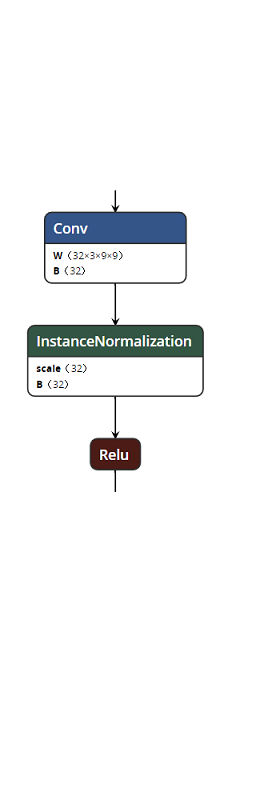 Conv
W (32×3×9×9)
B (32)
InstanceNormalization
scale (32)
B (32)
Relu